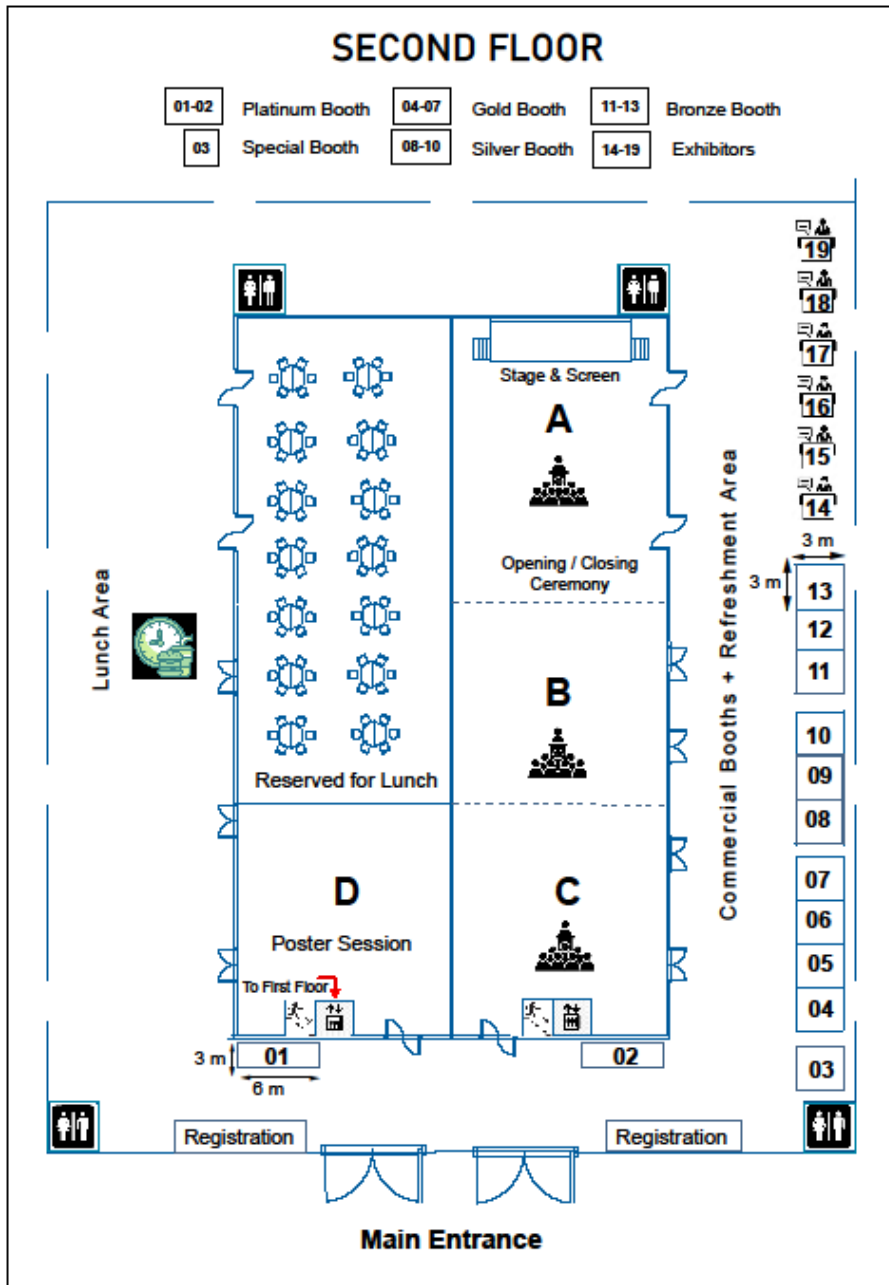 SECOND FLOOR
01-02 Platinum Booth 04-07 Gold Booth 11-13 Bronze Booth
03 Special Booth 08-10 Silver Booth 14-19 Exhibitors
19
18
17
16
15
14
Stage & Screen
A
Opening / Closing
Ceremony
3 m
3 m
13
12
11
Lunch Area
Commercial Booths + Refreshment Area
B
10
09
08
Reserved for Lunch
D
Poster Session
C
07
06
05
04
To First Floor
3 m
01
6 m
02
03
Registration
Registration
Main Entrance